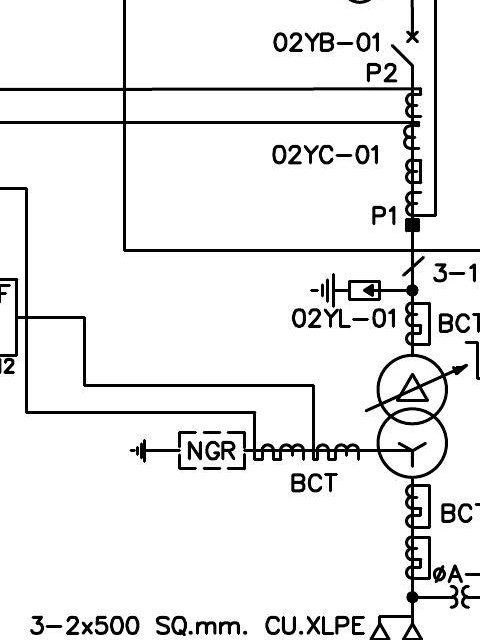 02YB-01
P2
02YC-01
P1
3-1
F
02YL-01
BCT
12
NGR
BCT
BCT
øA-
3-2x500 SQ.mm. CU.XLPE